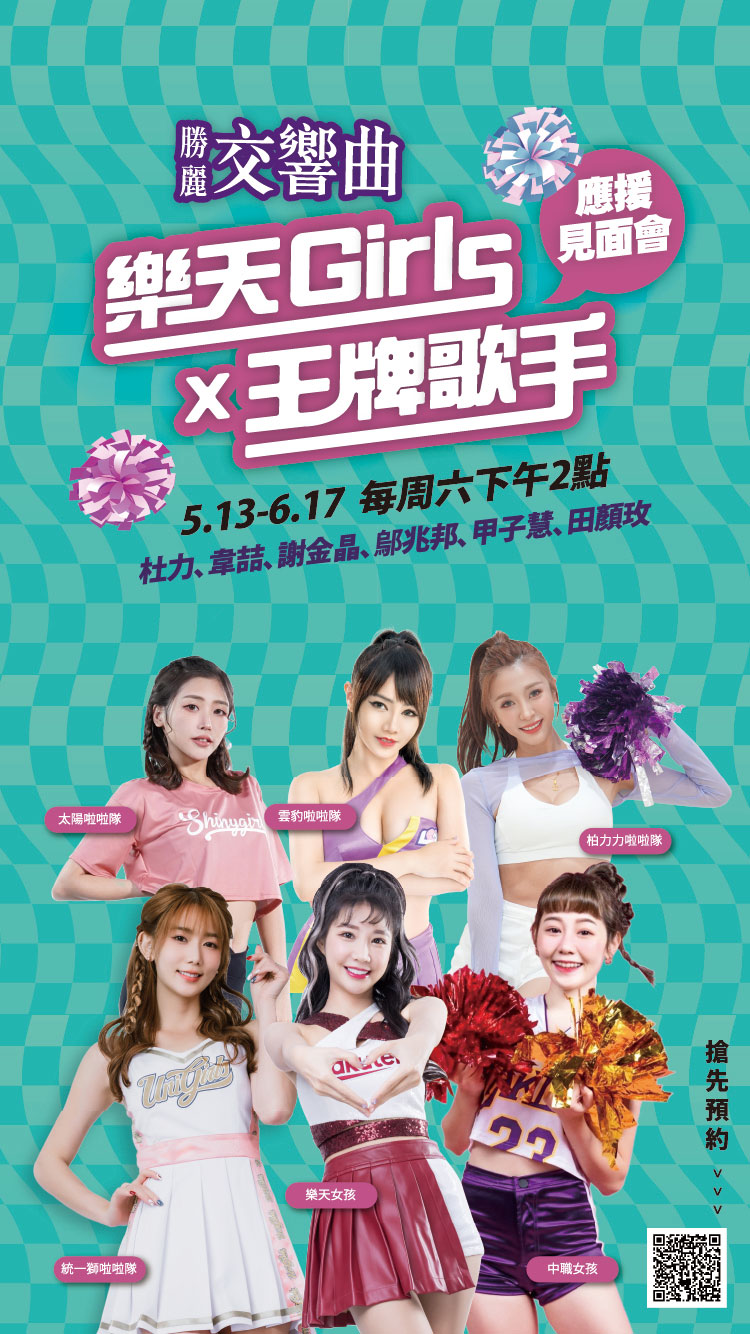 勝麗交響曲
應援
見面會
樂天Girls
x王牌歌手
5.13-6.17 每周六下午2點
杜力、韋喆、謝金晶、鄔兆邦、甲子慧、田顏玫
太陽啦啦隊
Shinygirl
雲豹啦啦隊
柏力力啦啦隊
UniGirls
樂天女孩
23
統一獅啦啦隊
中職女孩
搶先預約 > > >